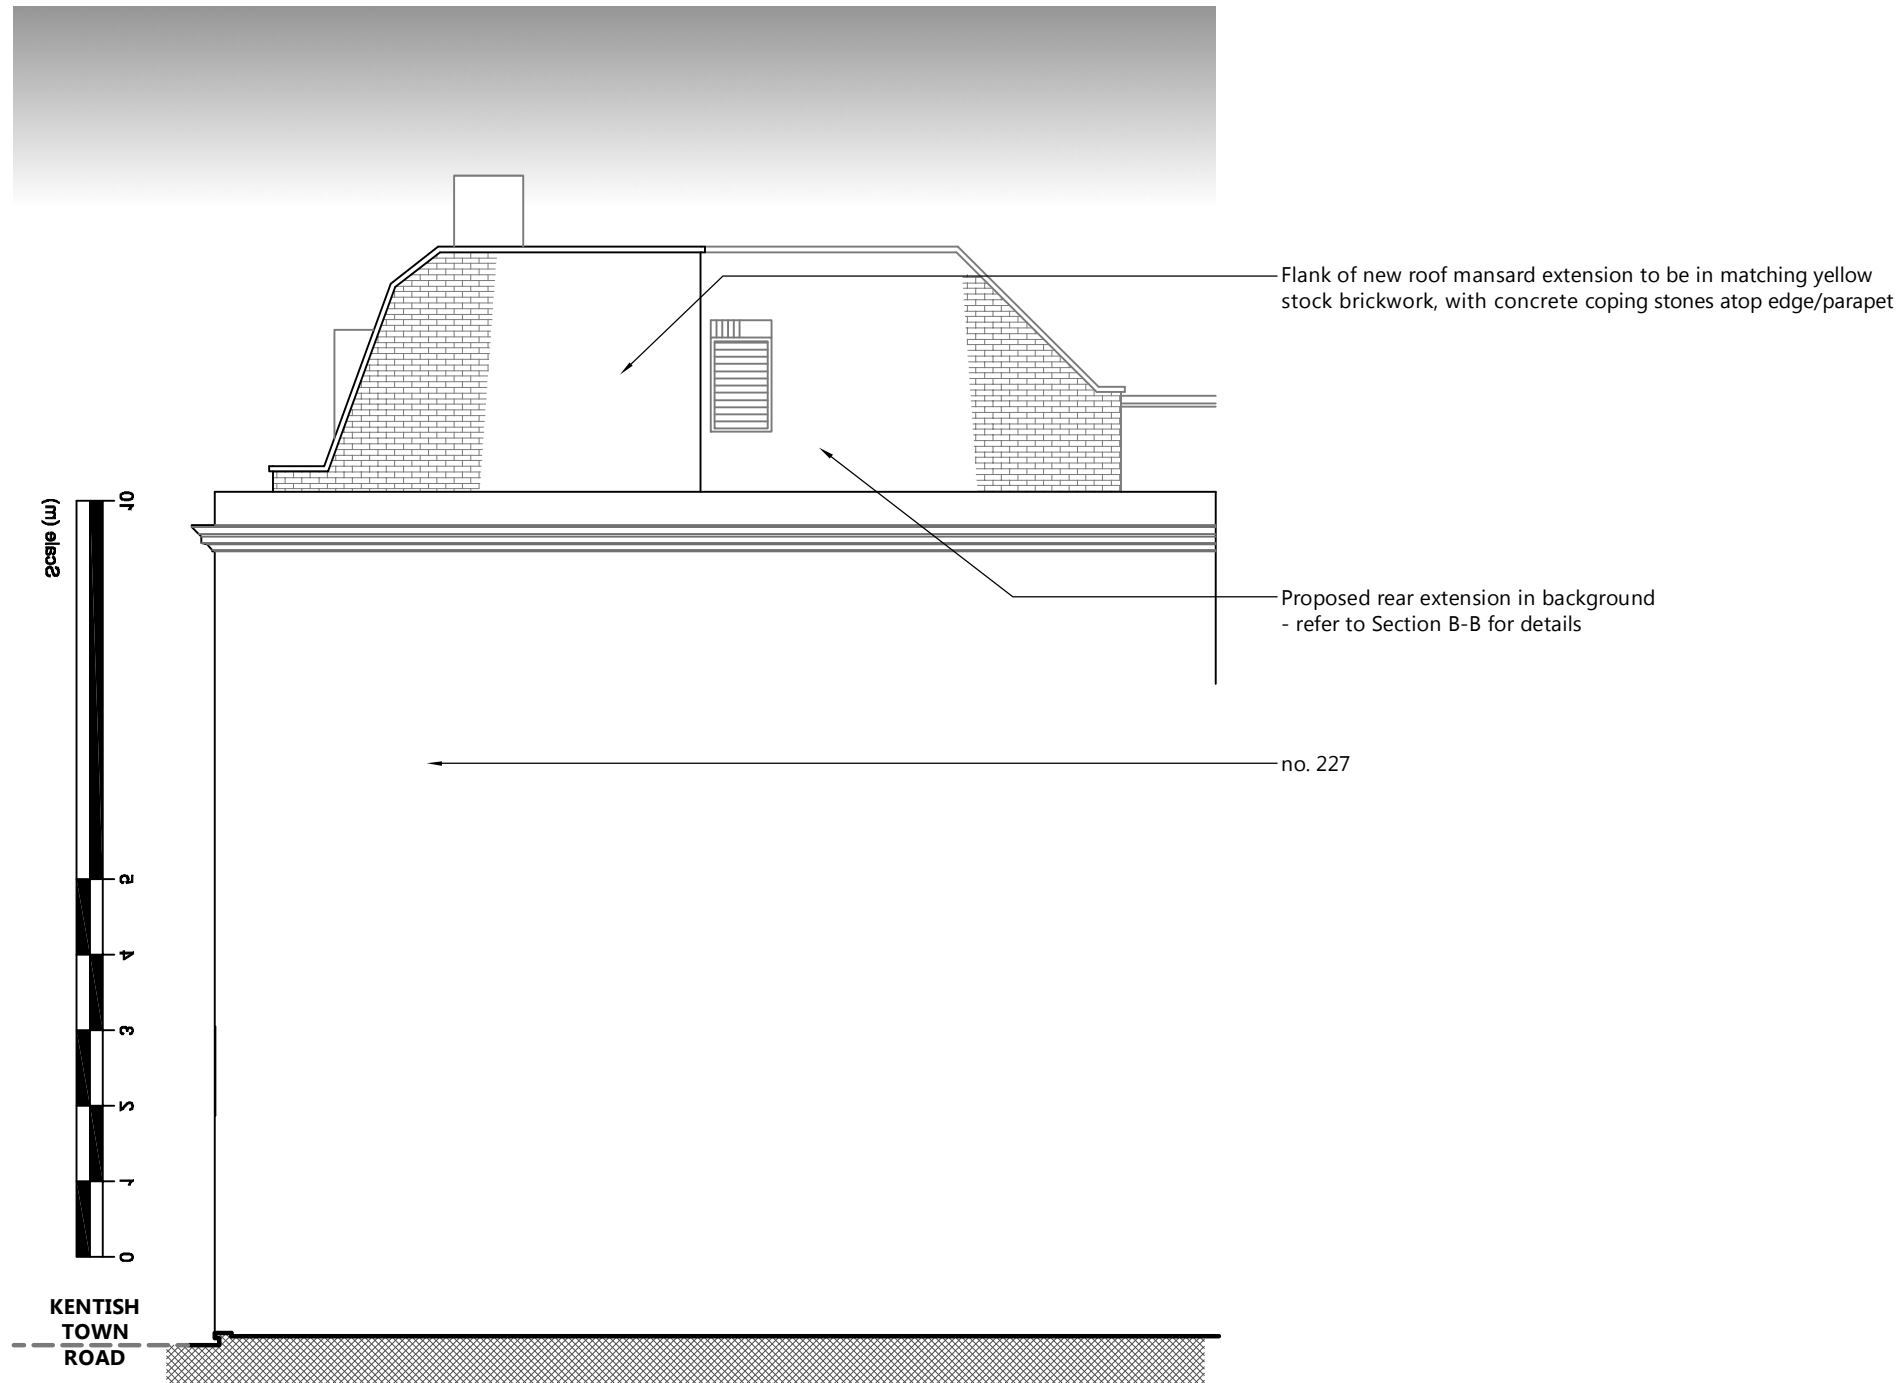 Flank of new roof mansard extension to be in matching yellow
stock brickwork, with concrete coping stones atop edge/parapet
Scale (m)
10
Proposed rear extension in background
- refer to Section B-B for details
no. 227
5
4
3
2
1
0
KENTISH
TOWN
ROAD